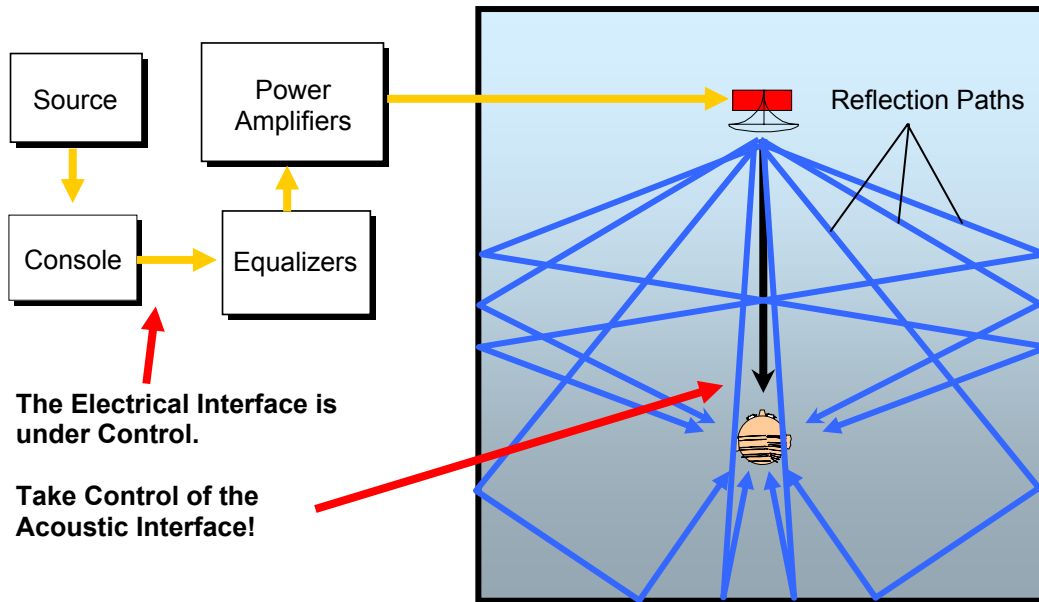 Source
Power
Amplifiers
Reflection Paths
Console
Equalizers
The Electrical Interface is
under Control.
Take Control of the
Acoustic Interface!